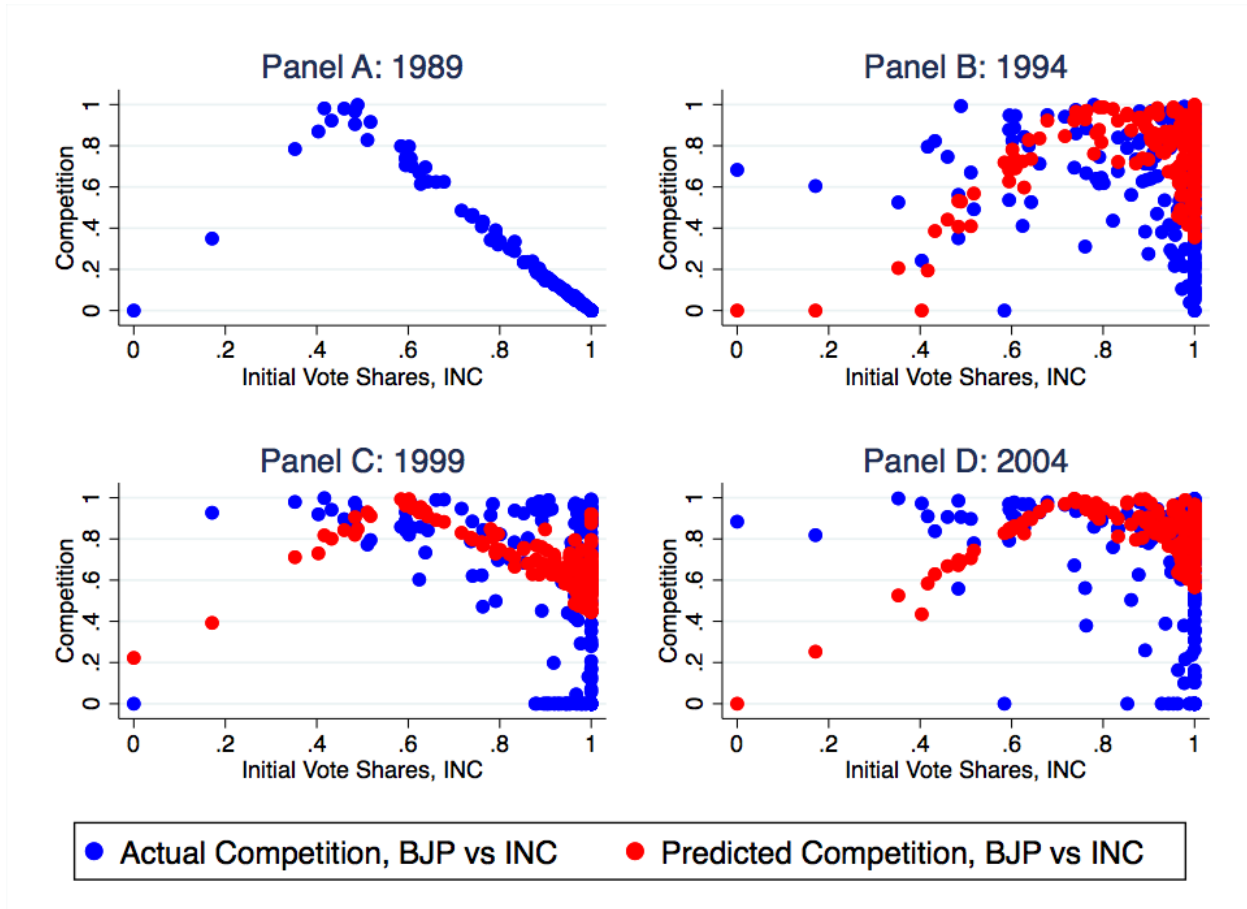 Panel A: 1989
Competition
0 .2 .4 .6 .8 1
0 .2 .4 .6 .8 1
Initial Vote Shares, INC
Panel B: 1994
Competition
0 .2 .4 .6 .8 1
0 .2 .4 .6 .8 1
Initial Vote Shares, INC
Panel C: 1999
Competition
0 .2 .4 .6 .8 1
0 .2 .4 .6 .8 1
Initial Vote Shares, INC
Panel D: 2004
Competition
0 .2 .4 .6 .8 1
0 .2 .4 .6 .8 1
Initial Vote Shares, INC
Actual Competition, BJP vs INC
Predicted Competition, BJP vs INC